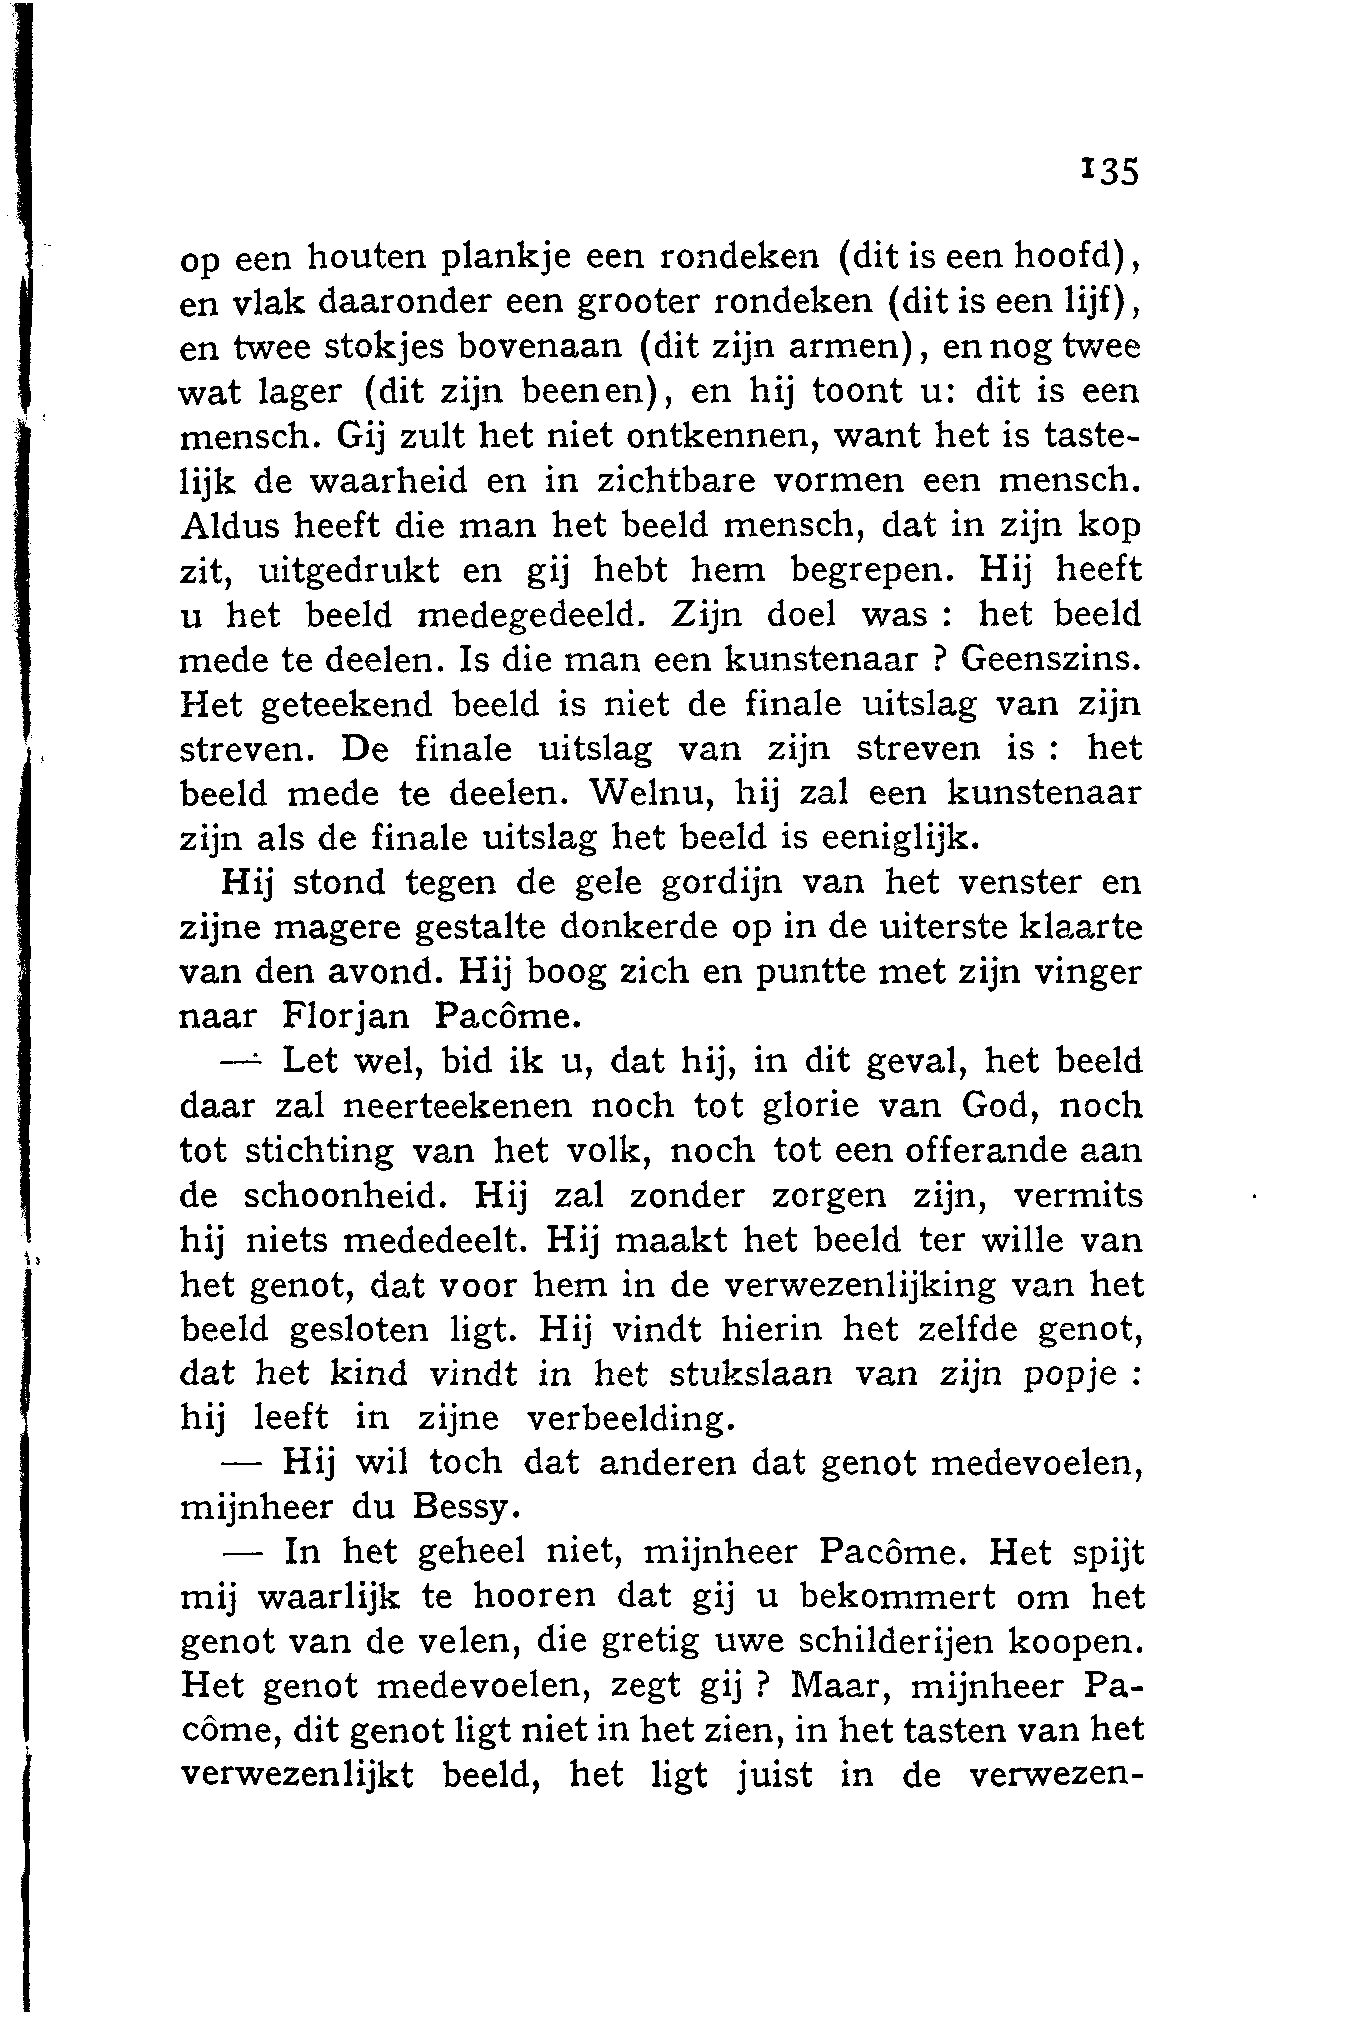 135
op een houten plankje een rondeken (dit is een hoofd),
en vlak daaronder een grooter rondeken (dit is een lijf),
en twee stokjes bovenaan (dit zijn armen), en nog twee
wat lager (dit zijn beenen), en hij toont u: dit is een
mensch. Gij zult het niet ontkennen, want het is taste-
lijk de waarheid en in zichtbare vormen een mensch.
Aldus heeft die man het beeld mensch, dat in zijn kop
zit, uitgedrukt en gij hebt hem begrepen. Hij heeft
u het beeld medegedeeld. Zijn doel was : het beeld
mede te deelen. Is die man een kunstenaar ? Geenszins.
Het geteekend beeld is niet de finale uitslag van zijn
streven. De finale uitslag van zijn streven is : het
beeld mede te deelen. Welnu, hij zal een kunstenaar
zijn als de finale uitslag het beeld is eeniglijk.
Hij stond tegen de gele gordijn van het venster en
zijne magere gestalte donkerde op in de uiterste klaarte
van den avond. Hij boog zich en puntte met zijn vinger
naar Florjan Pacôme.
— Let wel, bid ik u, dat hij, in dit geval, het beeld
daar zal neerteekenen noch tot glorie van God, noch
tot stichting van het volk, noch tot een offerande aan
de schoonheid. Hij zal zonder zorgen zijn, vermits
hij niets mededeelt. Hij maakt het beeld ter wille van
het genot, dat voor hem in de verwezenlijking van het
beeld gesloten ligt. Hij vindt hierin het zelfde genot,
dat het kind vindt in het stukslaan van zijn popje :
hij leeft in zijne verbeelding.
— Hij wil toch dat anderen dat genot medevoelen,
mijnheer du Bessy.
— In het geheel niet, mijnheer Pacôme. Het spijt
mij waarlijk te hooren dat gij u bekommert om het
genot van de velen, die gretig uwe schilderijen koopen.
Het genot medevoelen, zegt gij ? Maar, mijnheer Pa-
côme, dit genot ligt niet in het zien, in het tasten van het
verwezenlijkt beeld, het ligt juist in de verwezen-